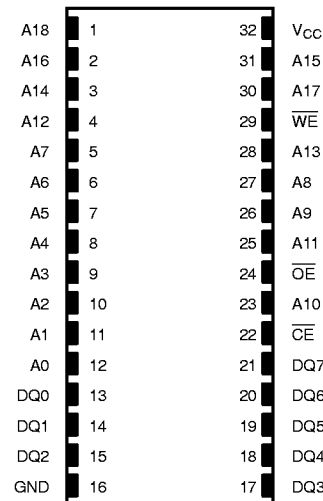 A18 1 32 VCC
A16 2 31 A15
A14 3 30 A17
A12 4 29 W̅E̅
A7 5 28 A13
A6 6 27 A8
A5 7 26 A9
A4 8 25 A11
A3 9 24 O̅E̅
A2 10 23 A10
A1 11 22 C̅E̅
A0 12 21 DQ7
DQ0 13 20 DQ6
DQ1 14 19 DQ5
DQ2 15 18 DQ4
GND 16 17 DQ3